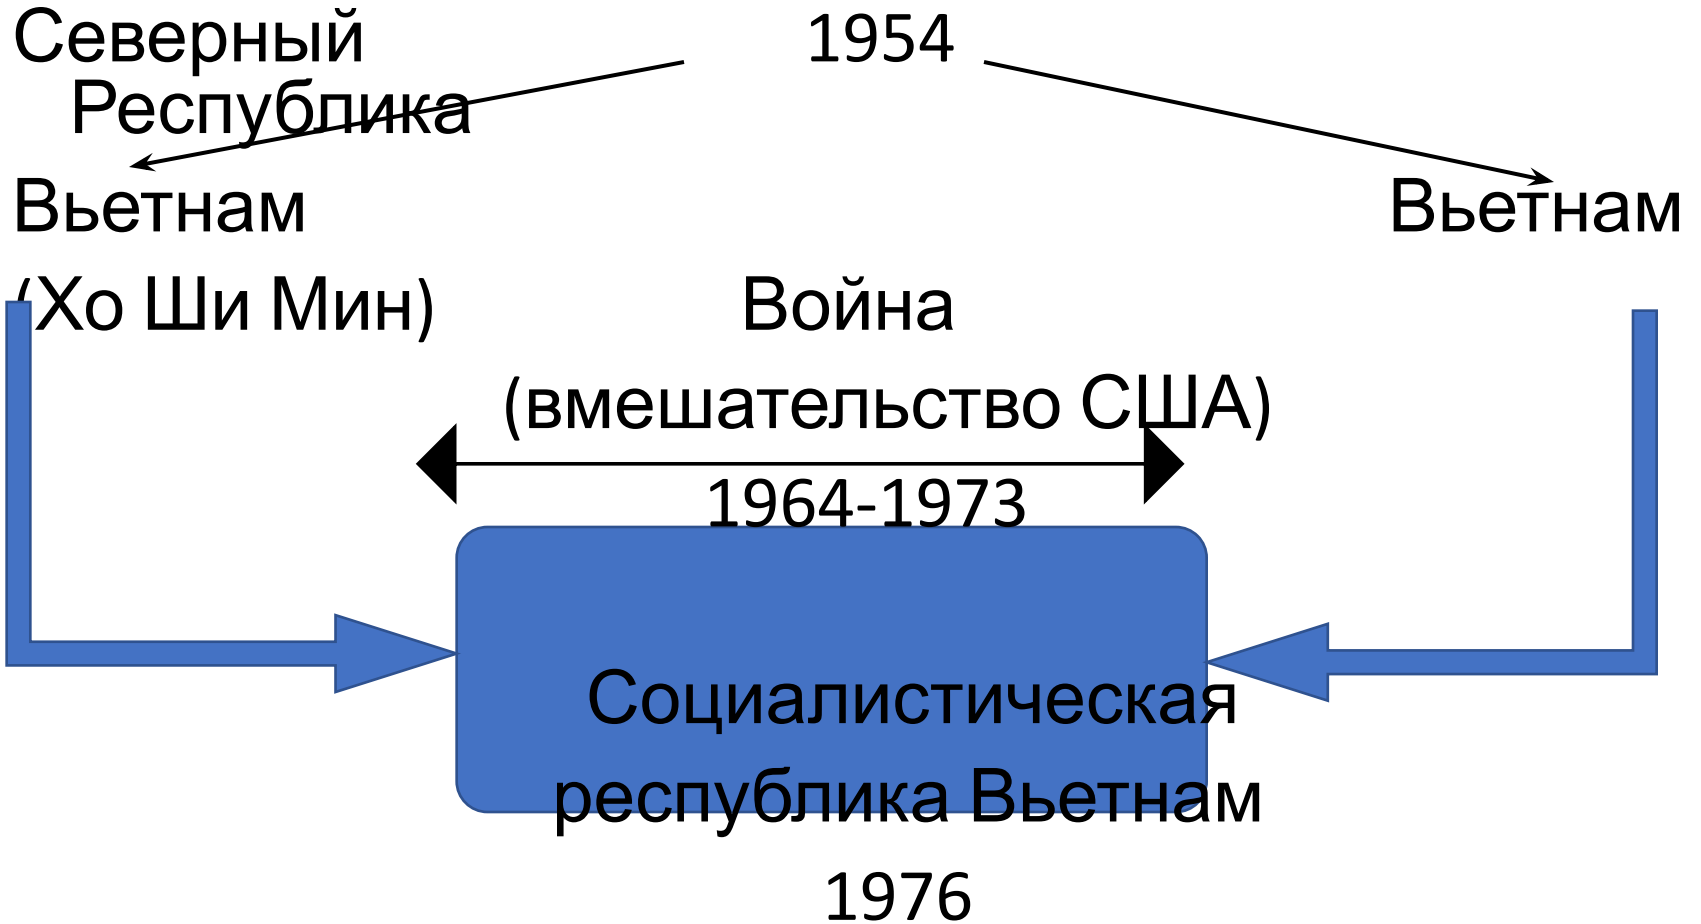 Северный 1954
Республика
Вьетнам Вьетнам
(Хо Ши Мин) Война
(вмешательство США)
1964-1973
Социалистическая
республика Вьетнам
1976